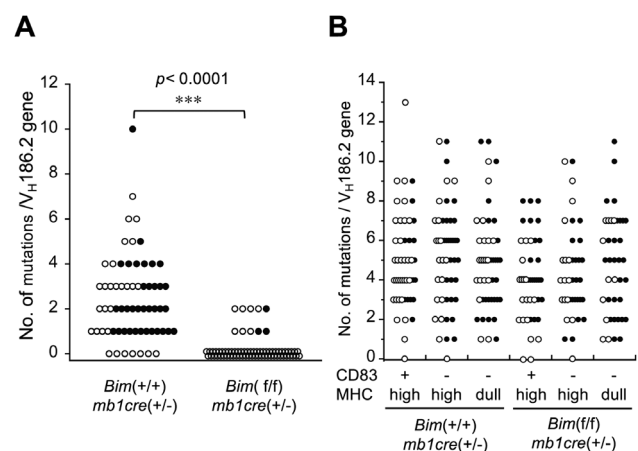 A
p< 0.0001
***
No. of mutations /VH186.2 gene
12
10
8
6
4
2
0
Bim(+/+)
mb1cre(+/-)
Bim( f/f)
mb1cre(+/-)
B
No. of mutations / VH186.2 gene
14
12
10
8
6
4
2
0
CD83 + - - + - -
MHC high high dull high high dull
Bim(+/+)
mb1cre(+/-)
Bim(f/f)
mb1cre(+/-)